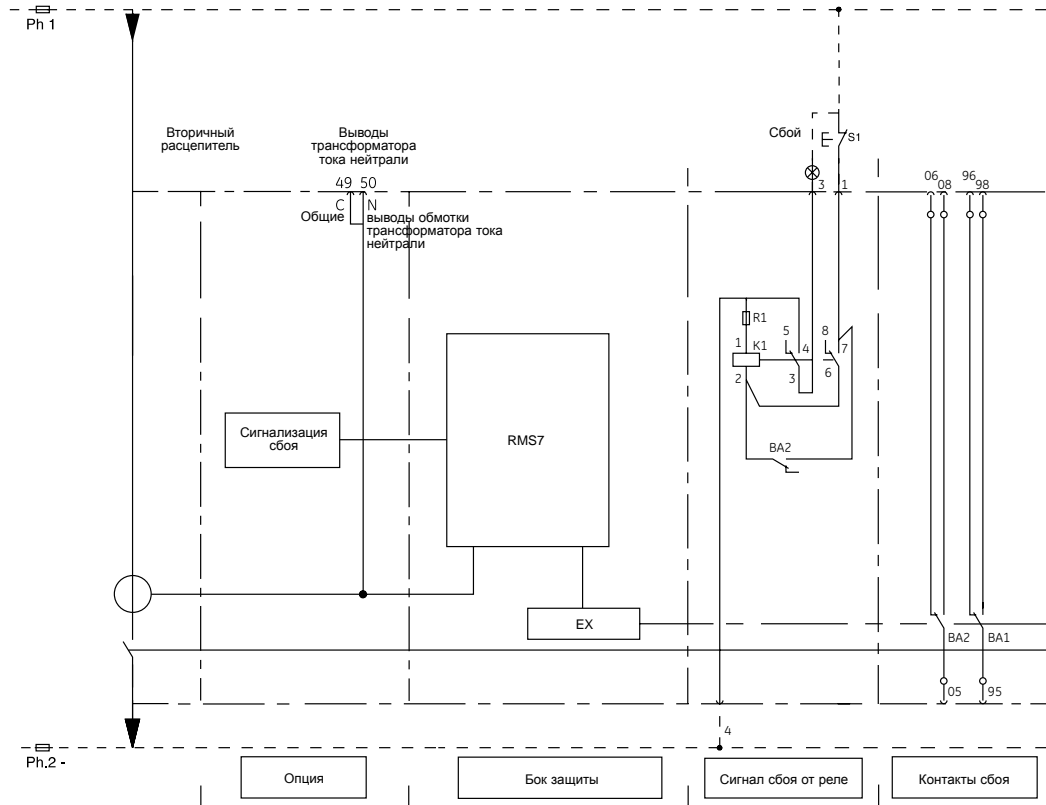 Ph 1
Вторичный
расцепитель
Выводы
трансформатора
тока нейтрали
Сбой
S1
49 50
3 1
06 08 96 98
C N
Общие
выводы обмотки
трансформатора тока
нейтрали
R1
5 4 8 7
1 K1
2 3 6
BA2
Сигнализация
сбоя
RMS7
EX
BA2 BA1
05 95
4
Ph.2 -
Опция
Бок защиты
Сигнал сбоя от реле
Контакты сбоя